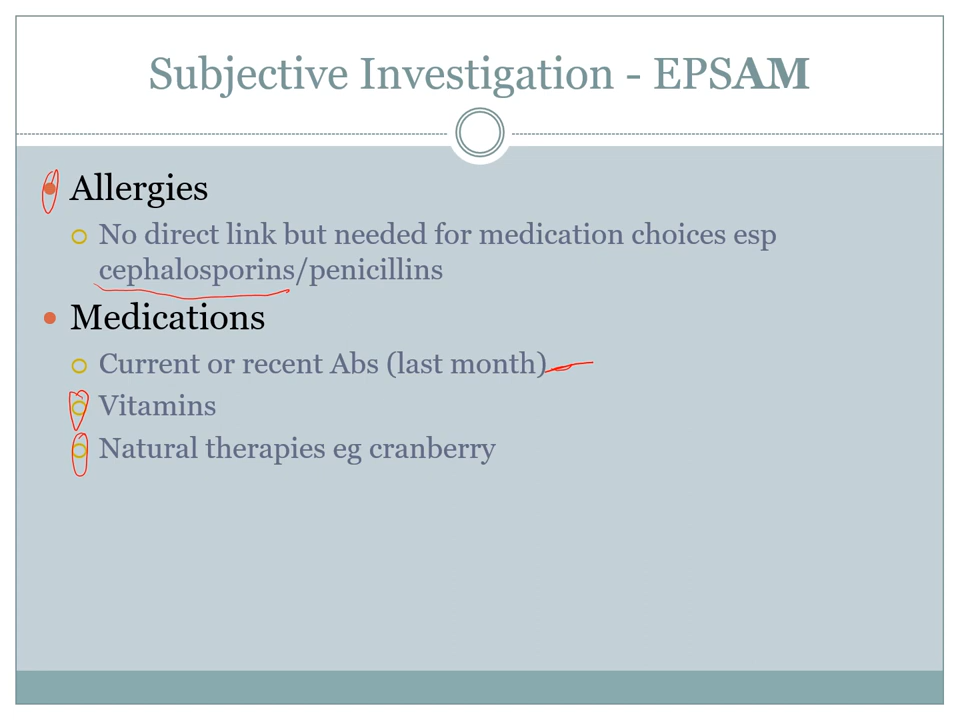 Subjective Investigation - EPSAM
Allergies
No direct link but needed for medication choices esp
cephalosporins/penicillins
Medications
Current or recent Abs (last month)
Vitamins
Natural therapies eg cranberry